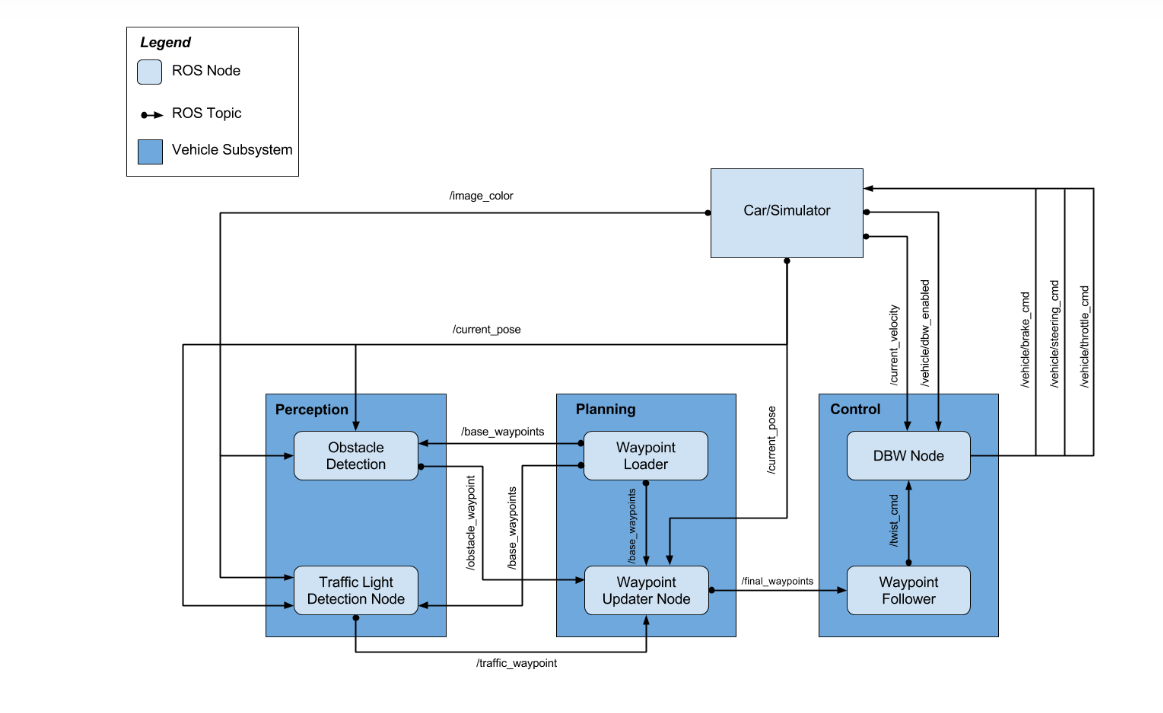 Legend
ROS Node
ROS Topic
Vehicle Subsystem
/image_color
Car/Simulator
/current_pose
/current_velocity
/vehicle/dbw_enabled
/vehicle/brake_cmd
/vehicle/steering_cmd
/vehicle/throttle_cmd
Perception
Obstacle
Detection
Traffic Light
Detection Node
/base_waypoints
/obstacle_waypoint
/base_waypoints
/traffic_waypoint
Planning
Waypoint
Loader
/base_waypoints
Waypoint
Updater Node
/current_pose
/final_waypoints
Control
DBW Node
/twist_cmd
Waypoint
Follower